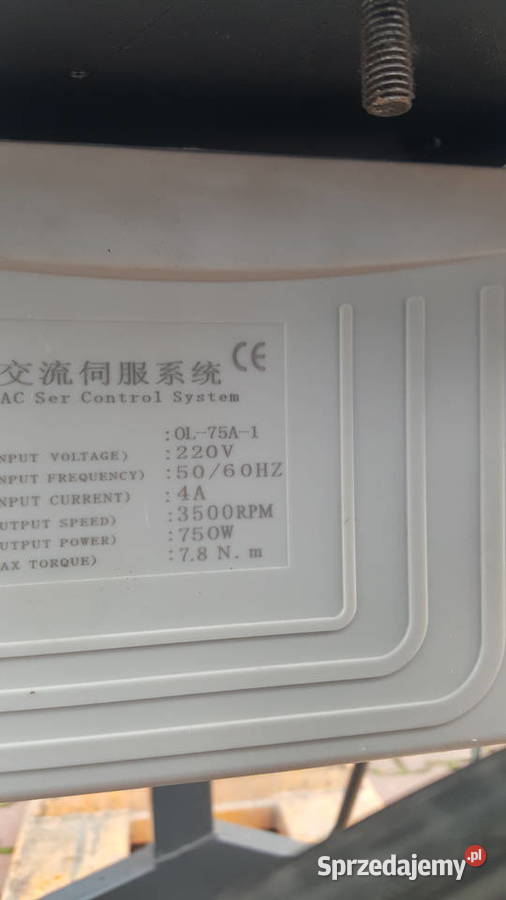 交流伺服系统 CE
AC Ser Control System
:OL-75A-1
NPUT VOLTAGE) :220V
NPUT FREQUENCY) :50/60HZ
NPUT CURRENT) :4A
UTPUT SPEED) :3500RPM
UTPUT POWER) :750W
AX TORQUE) :7.8 N. m
Sprzedajemy.pl